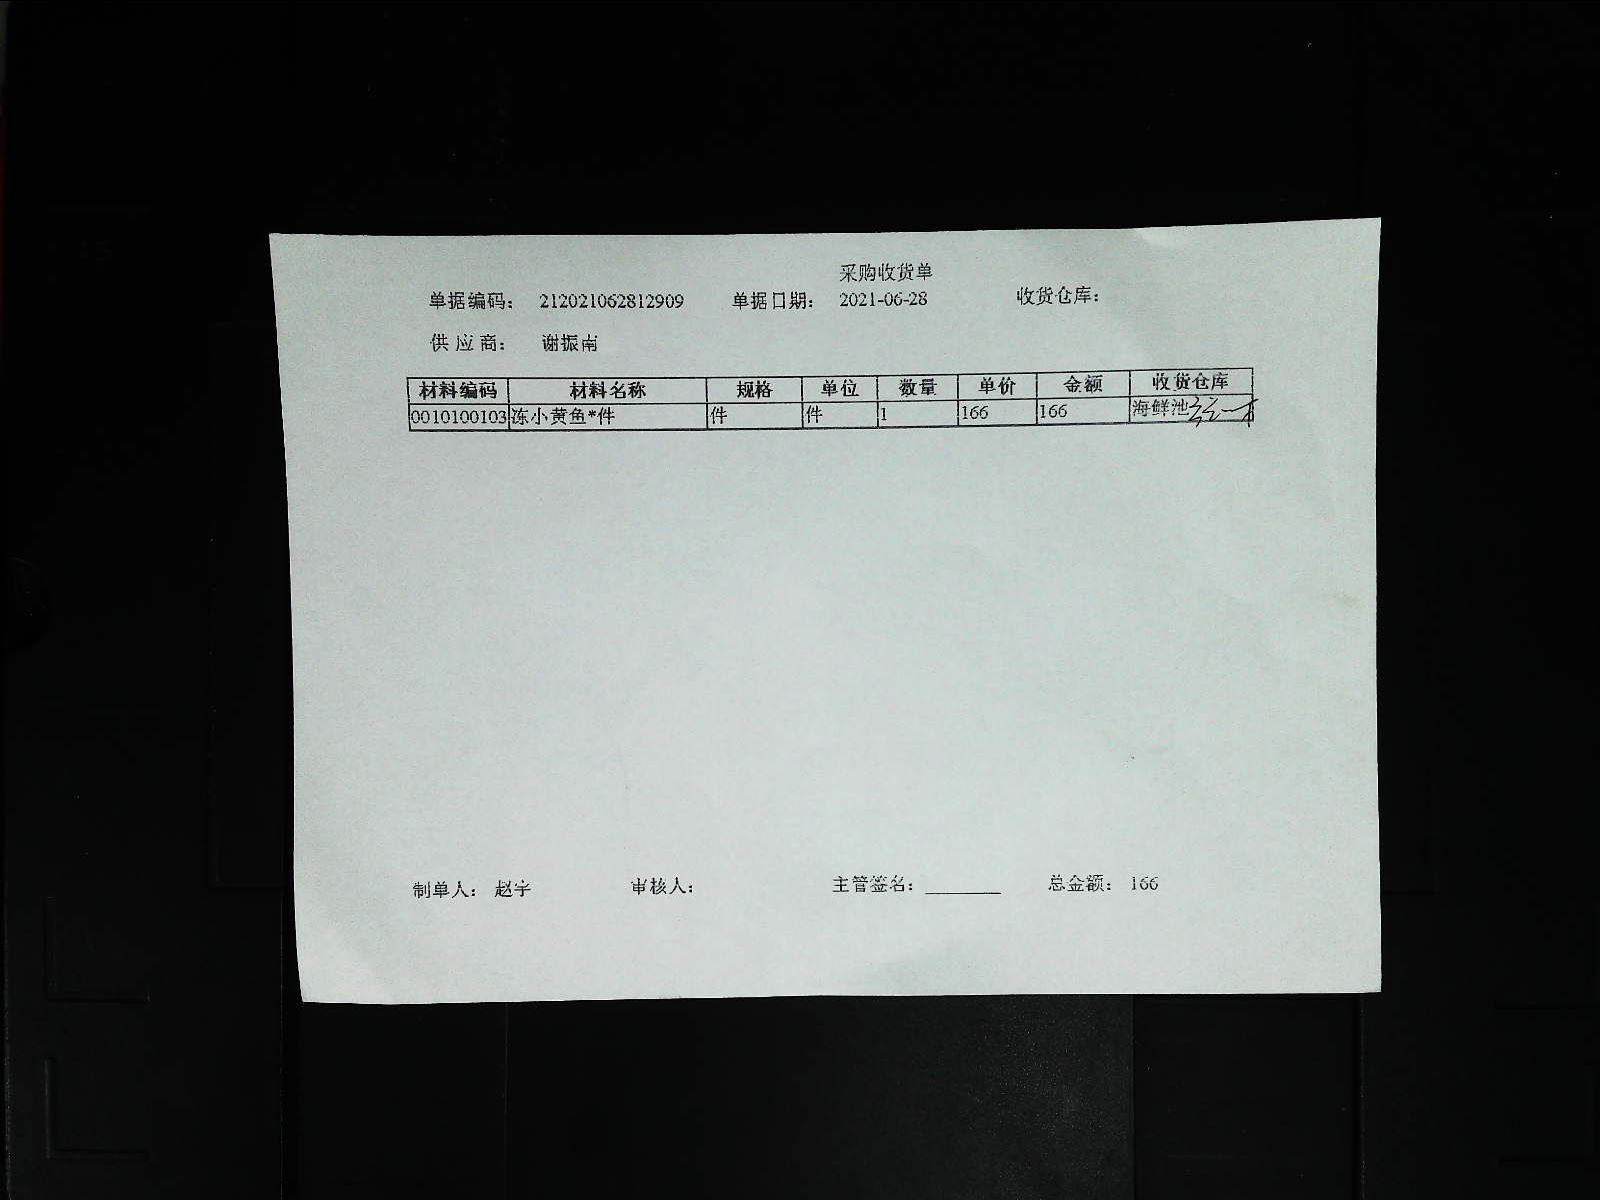 采购收货单
单据编码： 212021062812909 单据日期： 2021-06-28 收货仓库：
供 应 商： 谢振南
材料编码 材料名称 规格 单位 数量 单价 金额 收货仓库
0010100103 冻小黄鱼*件 件 件 1 166 166 海鲜池
制单人： 赵宇 审核人： 主管签名： ________ 总金额： 166